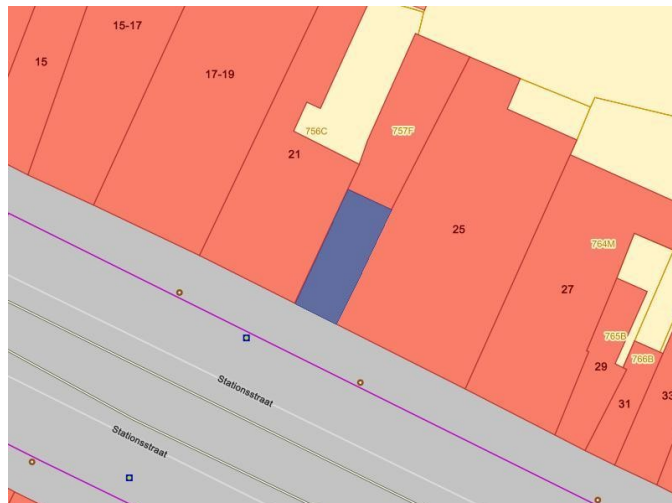 15
15-17
17-19
756C
21
757F
25
764M
27
765B
766B
29
31
33
Stationsstraat
Stationsstraat